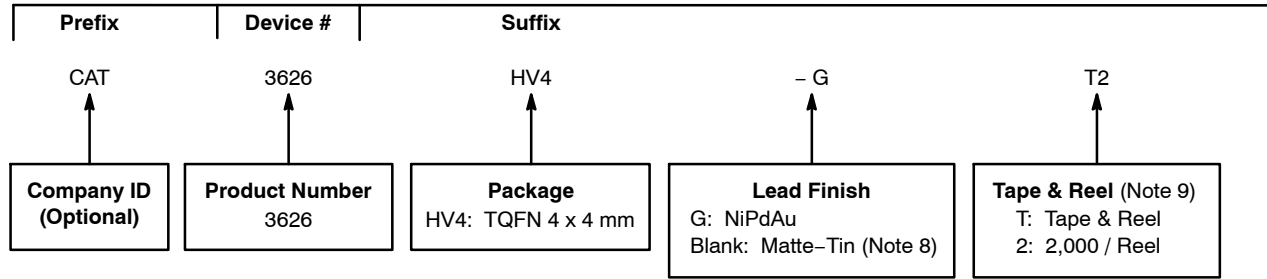 Prefix Device # Suffix
CAT 3626 HV4 – G T2
Company ID
(Optional)
Product Number
3626
Package
HV4: TQFN 4 x 4 mm
Lead Finish
G: NiPdAu
Blank: Matte–Tin (Note 8)
Tape & Reel (Note 9)
T: Tape & Reel
2: 2,000 / Reel